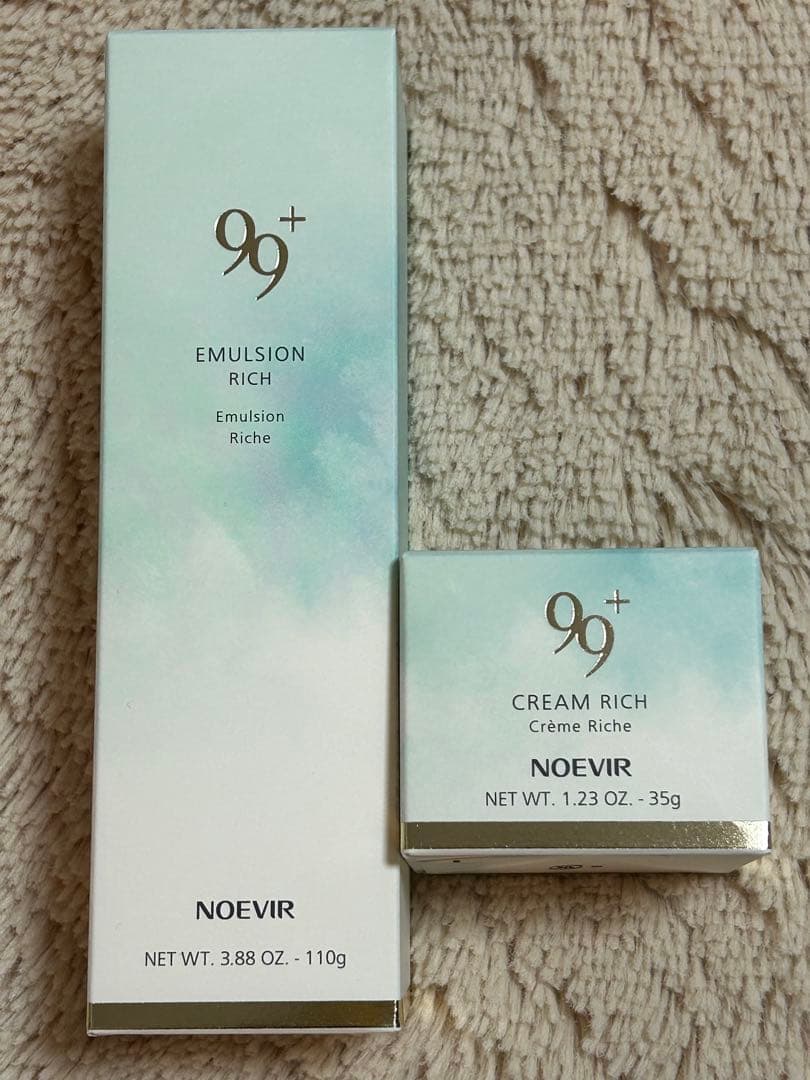 99+
EMULSION
RICH
Emulsion
Riche
NOEVIR
NET WT. 3.88 OZ. - 110g
99+
CREAM RICH
Crème Riche
NOEVIR
NET WT. 1.23 OZ. - 35g